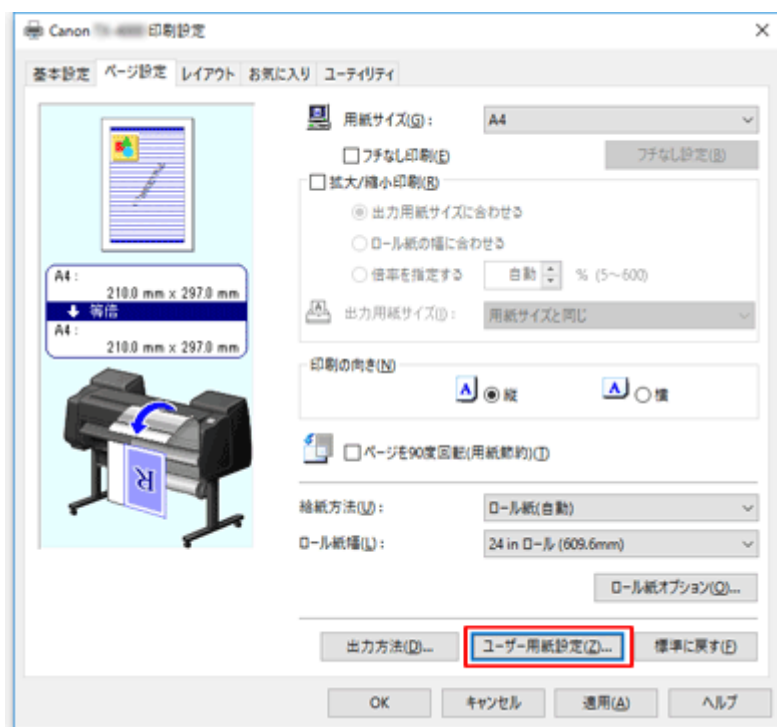 Canon 印刷設定
基本設定 ページ設定 レイアウト お気に入り ユーティリティ
用紙サイズ(G): A4
フチなし印刷(E) フチなし設定(B)
拡大/縮小印刷(R)
出力用紙サイズに合わせる
ロール紙の幅に合わせる
倍率を指定する 自動 % (5～600)
出力用紙サイズ(I): 用紙サイズと同じ
A4:
210.0 mm x 297.0 mm
等倍
A4:
210.0 mm x 297.0 mm
印刷の向き(N)
A 縦 A 横
ページを90度回転(用紙節約)(T)
R
給紙方法(U): ロール紙(自動)
ロール紙幅(L): 24 in ロール (609.6mm)
ロール紙オプション(O)...
出力方法(D)... ユーザー用紙設定(Z)... 標準に戻す(F)
OK キャンセル 適用(A) ヘルプ